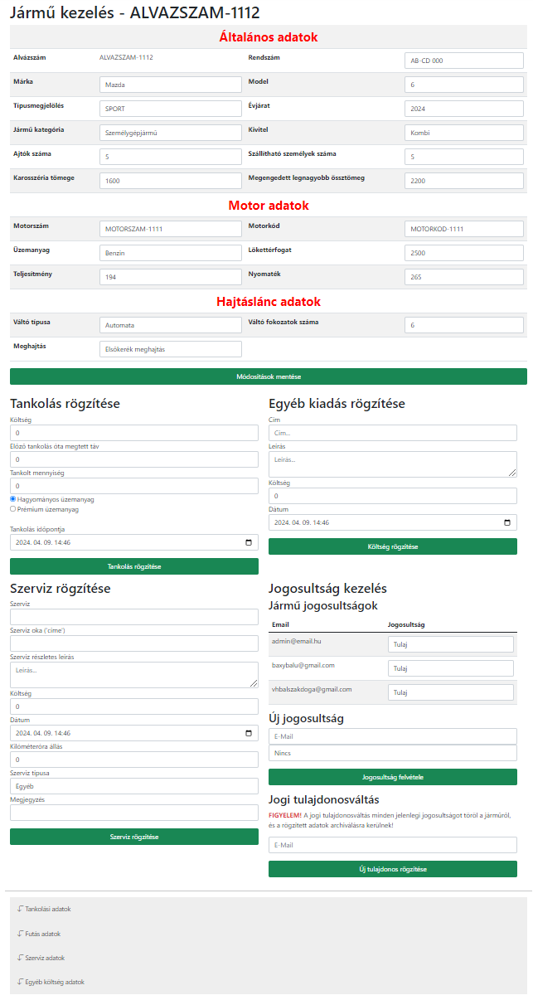 Jármű kezelés - ALVAZSZAM-1112
Általános adatok
Alvázszám ALVAZSZAM-1112 Rendszám AB-CD 000
Márka Mazda Model 6
Típusmegjelölés SPORT Évjárat 2024
Jármű kategória Személygépjármű Kivitel Kombi
Ajtók száma 5 Szállítható személyek száma 5
Karosszéria tömege 1600 Megengedett legnagyobb össztömeg 2200
Motor adatok
Motorszám MOTORSZAM-1111 Motorkód MOTORKOD-1111
Üzemanyag Benzin Lökettérfogat 2500
Teljesítmény 194 Nyomaték 265
Hajtáslánc adatok
Váltó típusa Automata Váltó fokozatok száma 6
Meghajtás Elsőkerék meghajtás
Módosítások mentése
Tankolás rögzítése
Költség
0
Előző tankolás óta megtett táv
0
Tankolt mennyiség
0
Hagyományos üzemanyag
Prémium üzemanyag
Tankolás időpontja
2024. 04. 09. 14:46
Tankolás rögzítése
Egyéb kiadás rögzítése
Cím
Cím...
Leírás
Leírás...
Költség
0
Dátum
2024. 04. 09. 14:46
Költség rögzítése
Szerviz rögzítése
Szerviz
Szerviz oka ('címe')
Szerviz részletes leírás
Leírás...
Költség
0
Dátum
2024. 04. 09. 14:46
Kilóméteróra állás
0
Szerviz típusa
Egyéb
Megjegyzés
Szerviz rögzítése
Jogosultság kezelés
Jármű jogosultságok
Email Jogosultság
admin@email.hu Tulaj
baxybalu@gmail.com Tulaj
vhbalszakdoga@gmail.com Tulaj
Új jogosultság
E-Mail
Nincs
Jogosultság felvétele
Jogi tulajdonosváltás
FIGYELEM! A jogi tulajdonosváltás minden jelenlegi jogosultságot töröl a járműről,
és a rögzített adatok archiválásra kerülnek!
E-Mail
Új tulajdonos rögzítése
Tankolási adatok
Futás adatok
Szerviz adatok
Egyéb költség adatok